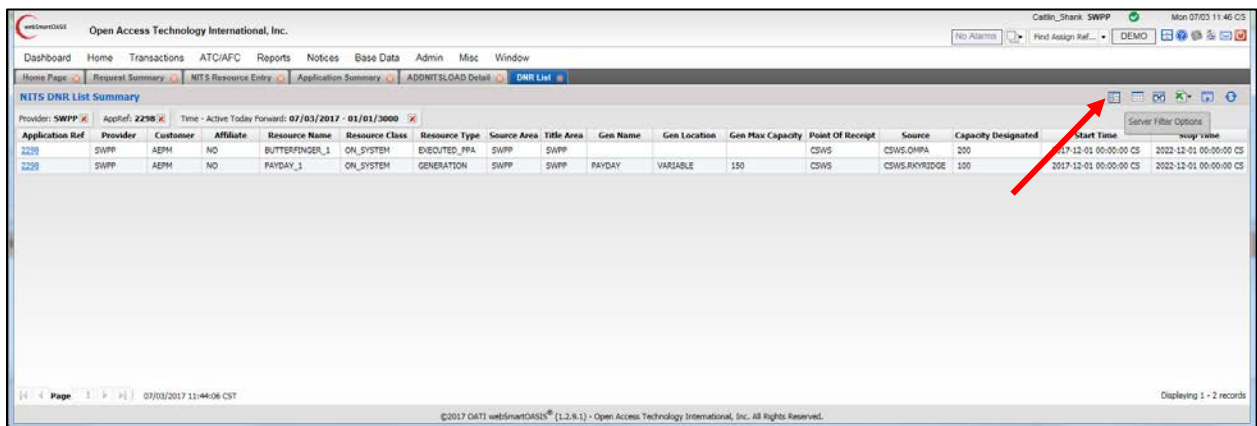 webSmartOASIS
Open Access Technology International, Inc.
Caitlin_Shank SWPP Mon 07/03 11:46 CS
No Alarms Find Assign Ref... DEMO
Dashboard Home Transactions ATC/AFC Reports Notices Base Data Admin Misc Window
Home Page Request Summary NITS Resource Entry Application Summary ADDNITSLOAD Detail DNR List
NITS DNR List Summary
Provider: SWPP AppRef: 2298 Time - Active Today Forward: 07/03/2017 - 01/01/3000
Server Filter Options
Application Ref Provider Customer Affiliate Resource Name Resource Class Resource Type Source Area Title Area Gen Name Gen Location Gen Max Capacity Point Of Receipt Source Capacity Designated Start Time Stop Time
2298 SWPP AEPM NO BUTTERFINGER_1 ON_SYSTEM EXECUTED_PPA SWPP SWPP CSWS CSWS.OMPA 200 2017-12-01 00:00:00 CS 2022-12-01 00:00:00 CS
2298 SWPP AEPM NO PAYDAY_1 ON_SYSTEM GENERATION SWPP SWPP PAYDAY VARIABLE 150 CSWS CSWS.RKYRIDGE 100 2017-12-01 00:00:00 CS 2022-12-01 00:00:00 CS
Page 1 07/03/2017 11:44:06 CST Displaying 1 - 2 records
©2017 OATI webSmartOASIS® (1.2.9.1) - Open Access Technology International, Inc. All Rights Reserved.